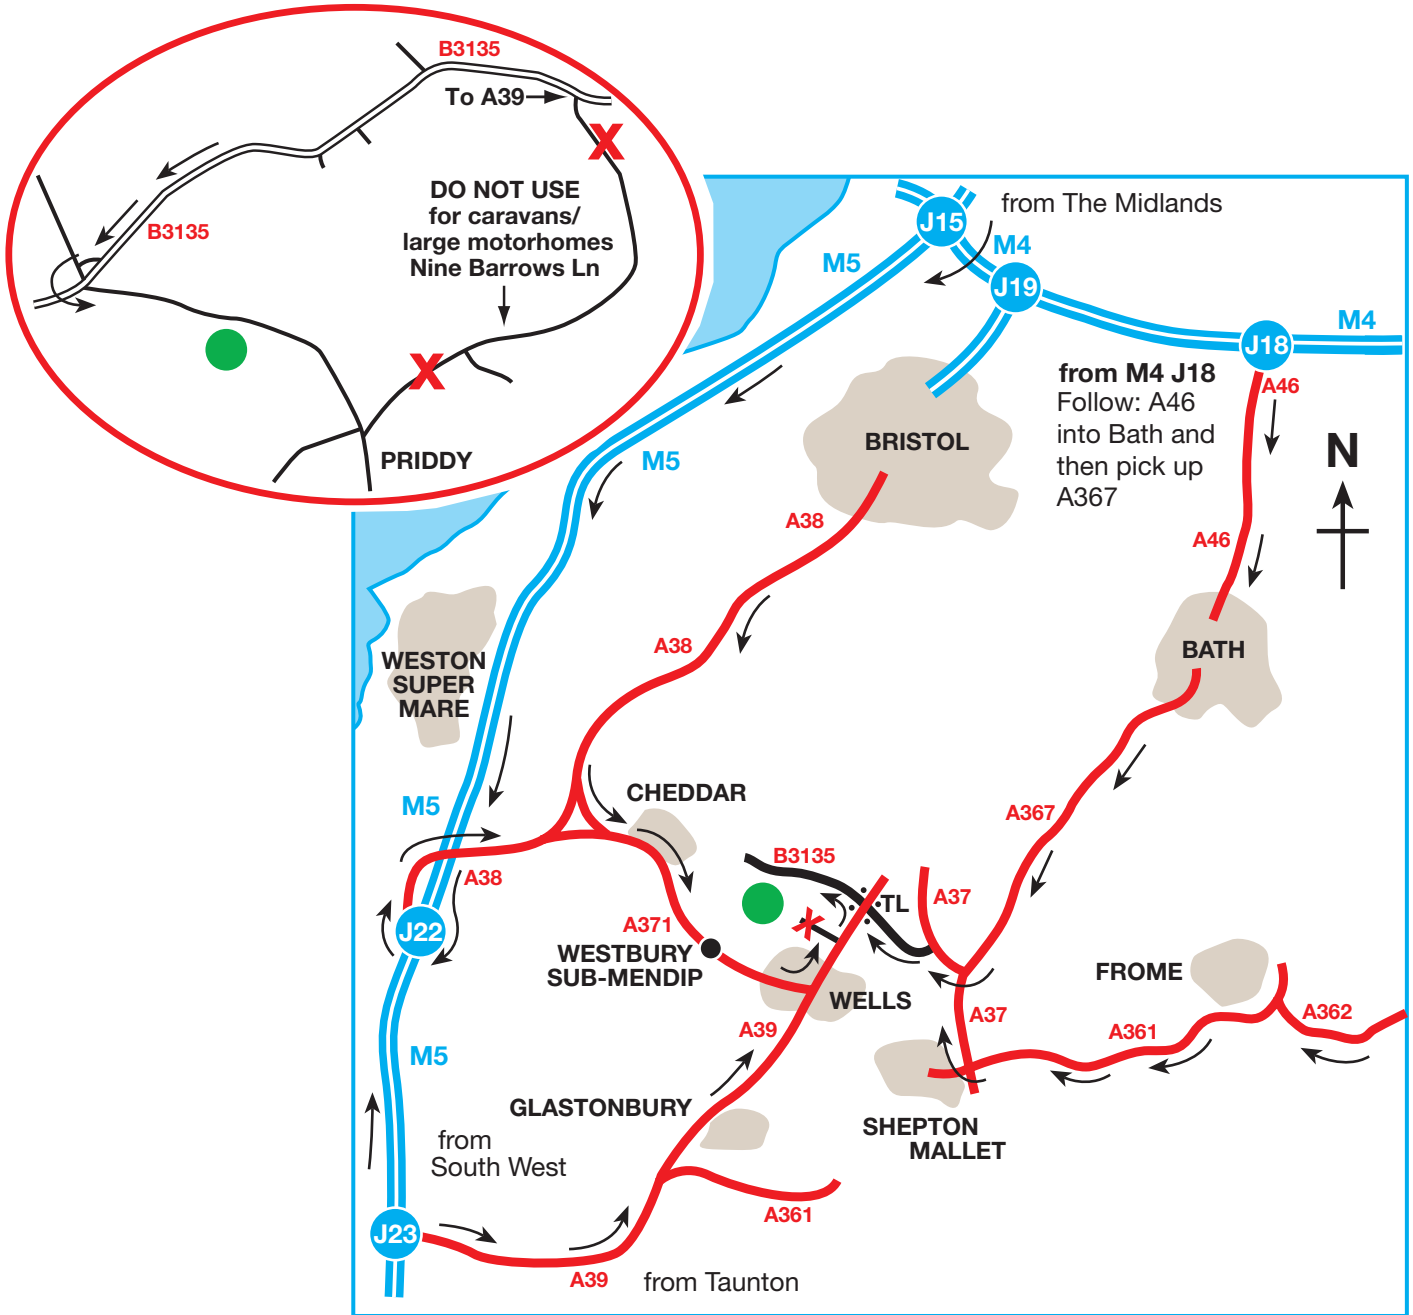 B3135
To A39
DO NOT USE
for caravans/
large motorhomes
Nine Barrows Ln
B3135
PRIDDY
from The Midlands
J15
M4
M5
J19
M4
J18
from M4 J18
Follow: A46
into Bath and
then pick up
A367
A46
N
BRISTOL
M5
A38
A46
BATH
A38
WESTON
SUPER
MARE
CHEDDAR
M5
A367
B3135
A38
TL
A37
A371
J22
WESTBURY
SUB-MENDIP
FROME
WELLS
A37
A362
A39
A361
M5
GLASTONBURY
SHEPTON
MALLET
from
South West
A361
J23
A39
from Taunton
X
X
X